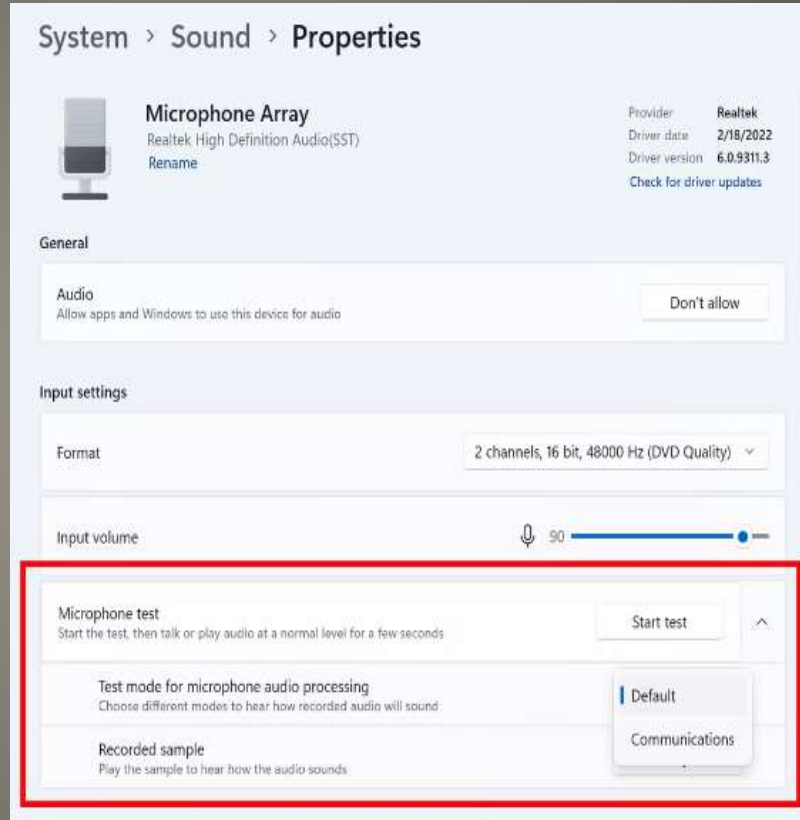 System > Sound > Properties
Microphone Array
Realtek High Definition Audio(SST)
Rename
Provider Realtek
Driver date 2/18/2022
Driver version 6.0.9311.3
Check for driver updates
General
Audio
Allow apps and Windows to use this device for audio
Don't allow
Input settings
Format
2 channels, 16 bit, 48000 Hz (DVD Quality)
Input volume
90
Microphone test
Start the test, then talk or play audio at a normal level for a few seconds
Start test
Test mode for microphone audio processing
Choose different modes to hear how recorded audio will sound
Default
Communications
Recorded sample
Play the sample to hear how the audio sounds